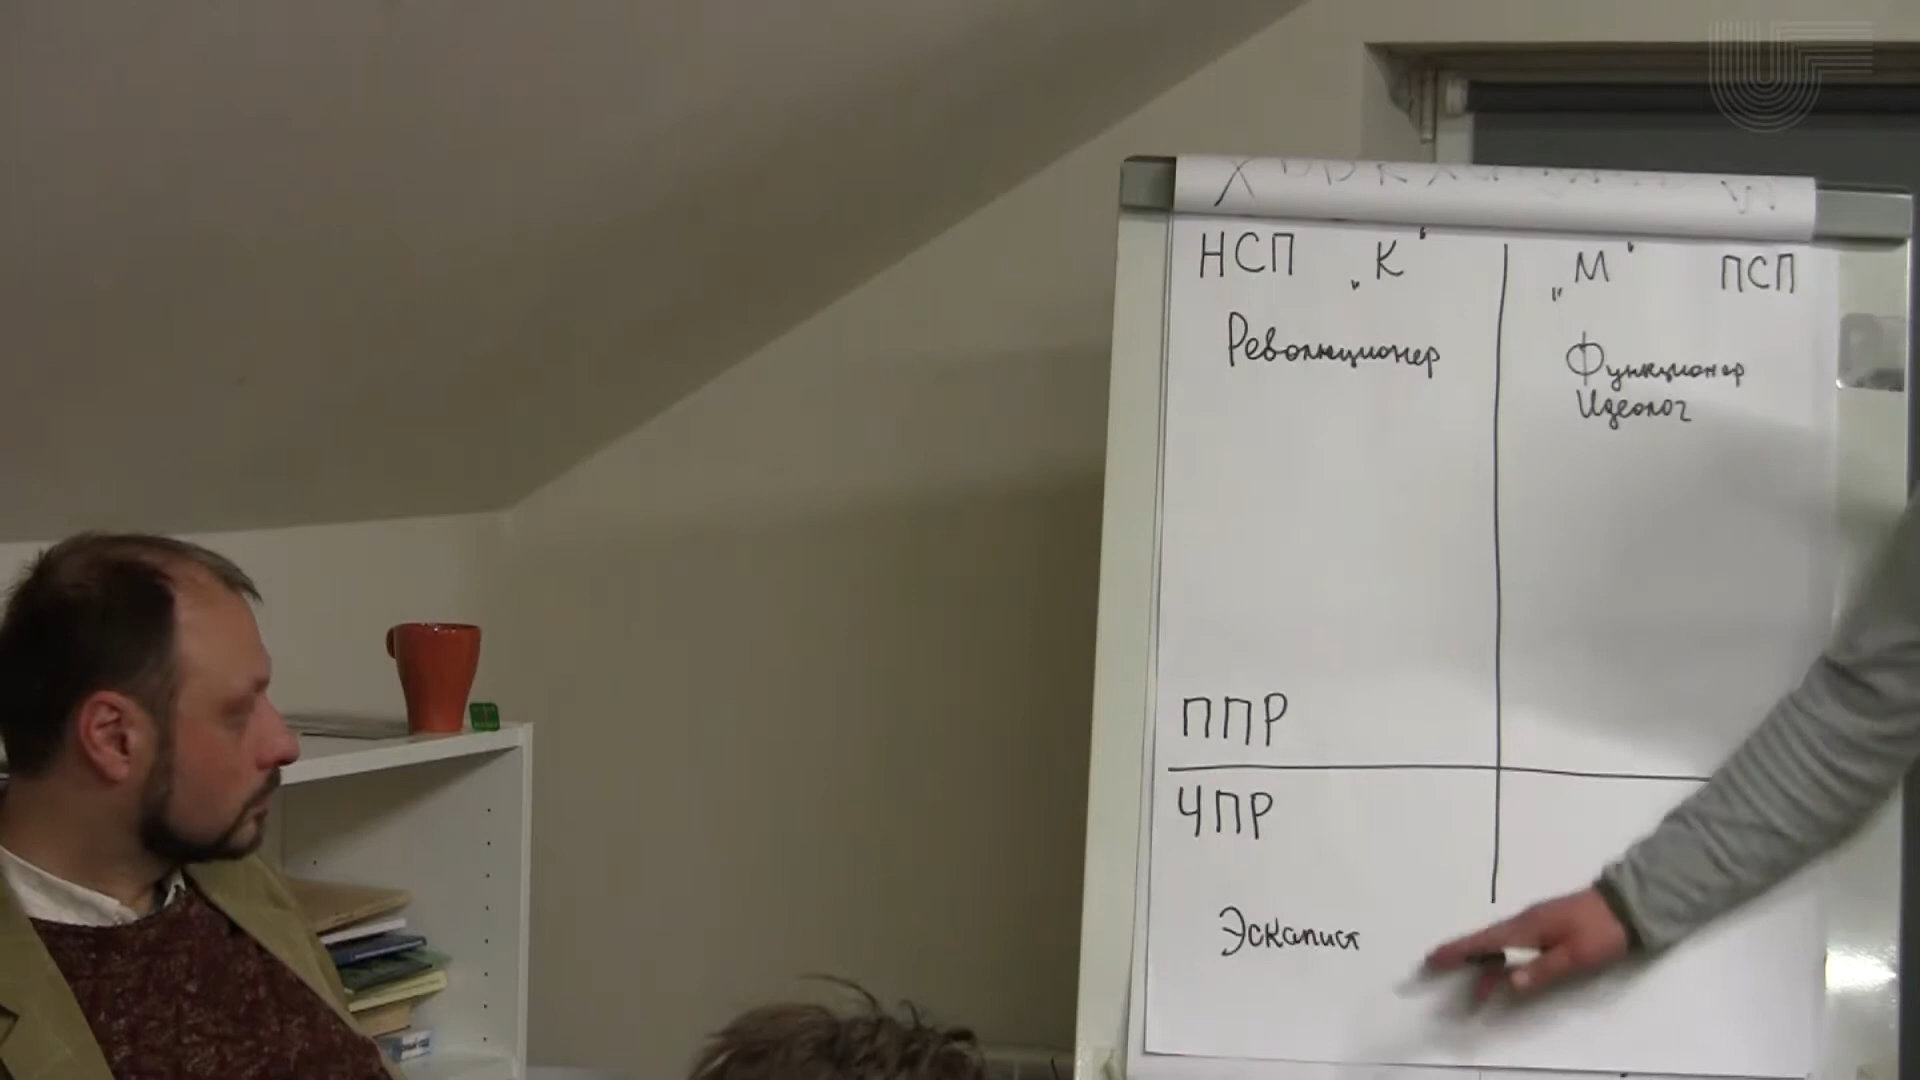 НСП „К“ „М“ ПСП
Революционер
Функционер
Идеолог
ППР
ЧПР
Эскапист